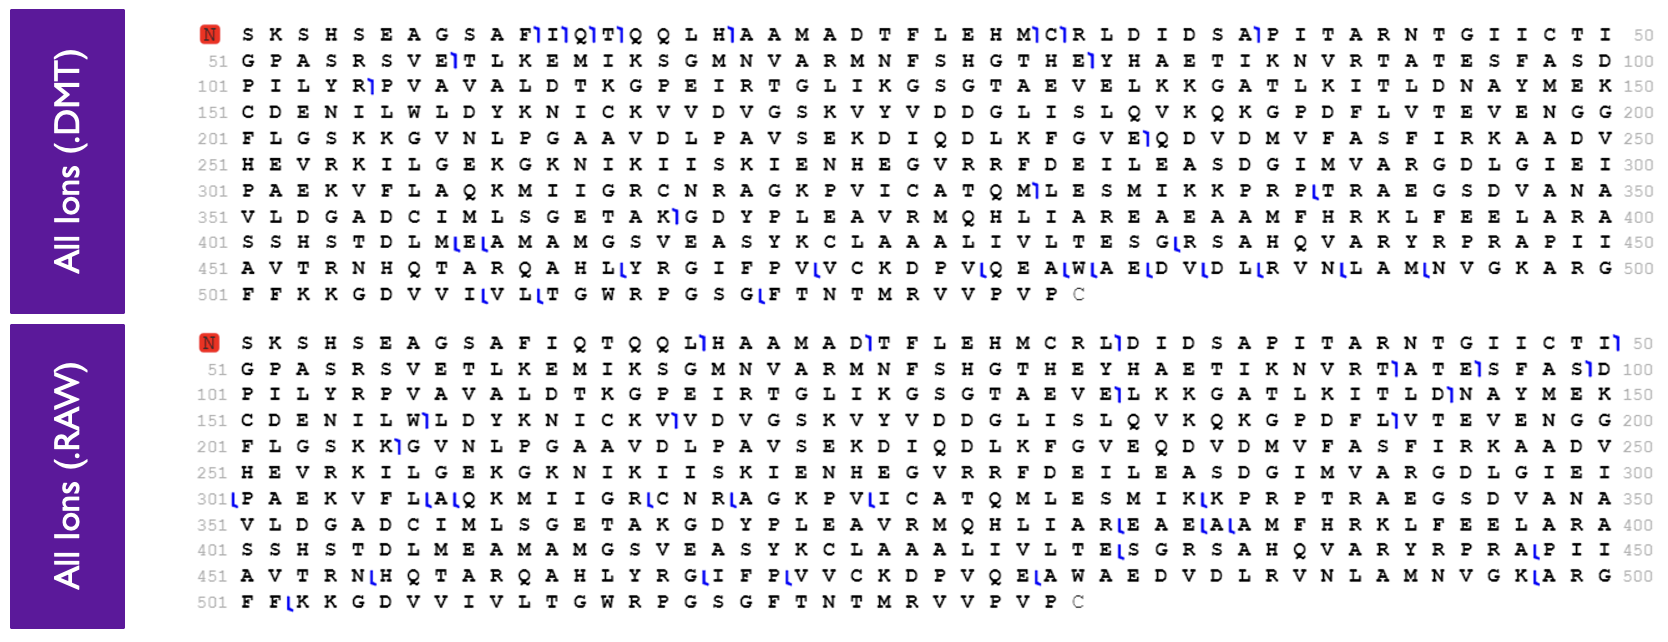 All Ions (.DMT)
N S K S H S E A G S A F I Q T Q Q L H A A M A D T F L E H M C R L D I D S A P I T A R N T G I I C T I 50
51 G P A S R S V E T L K E M I K S G M N V A R M N F S H G T H E Y H A E T I K N V R T A T E S F A S D 100
101 P I L Y R P V A V A L D T K G P E I R T G L I K G S G T A E V E L K K G A T L K I T L D N A Y M E K 150
151 C D E N I L W L D Y K N I C K V V D V G S K V Y V D D G L I S L Q V K Q K G P D F L V T E V E N G G 200
201 F L G S K K G V N L P G A A V D L P A V S E K D I Q D L K F G V E Q D V D M V F A S F I R K A A D V 250
251 H E V R K I L G E K G K N I K I I S K I E N H E G V R R F D E I L E A S D G I M V A R G D L G I E I 300
301 P A E K V F L A Q K M I I G R C N R A G K P V I C A T Q M L E S M I K K P R P T R A E G S D V A N A 350
351 V L D G A D C I M L S G E T A K G D Y P L E A V R M Q H L I A R E A E A A M F H R K L F E E L A R A 400
401 S S H S T D L M E A M A M G S V E A S Y K C L A A A L I V L T E S G R S A H Q V A R Y R P R A P I I 450
451 A V T R N H Q T A R Q A H L Y R G I F P V V C K D P V Q E A W A E D V D L R V N L A M N V G K A R G 500
501 F F K K G D V V I V L T G W R P G S G F T N T M R V V P V P C
All Ions (.RAW)
N S K S H S E A G S A F I Q T Q Q L H A A M A D T F L E H M C R L D I D S A P I T A R N T G I I C T I 50
51 G P A S R S V E T L K E M I K S G M N V A R M N F S H G T H E Y H A E T I K N V R T A T E S F A S D 100
101 P I L Y R P V A V A L D T K G P E I R T G L I K G S G T A E V E L K K G A T L K I T L D N A Y M E K 150
151 C D E N I L W L D Y K N I C K V V D V G S K V Y V D D G L I S L Q V K Q K G P D F L V T E V E N G G 200
201 F L G S K K G V N L P G A A V D L P A V S E K D I Q D L K F G V E Q D V D M V F A S F I R K A A D V 250
251 H E V R K I L G E K G K N I K I I S K I E N H E G V R R F D E I L E A S D G I M V A R G D L G I E I 300
301 P A E K V F L A Q K M I I G R C N R A G K P V I C A T Q M L E S M I K K P R P T R A E G S D V A N A 350
351 V L D G A D C I M L S G E T A K G D Y P L E A V R M Q H L I A R E A E A A M F H R K L F E E L A R A 400
401 S S H S T D L M E A M A M G S V E A S Y K C L A A A L I V L T E S G R S A H Q V A R Y R P R A P I I 450
451 A V T R N H Q T A R Q A H L Y R G I F P V V C K D P V Q E A W A E D V D L R V N L A M N V G K A R G 500
501 F F K K G D V V I V L T G W R P G S G F T N T M R V V P V P C